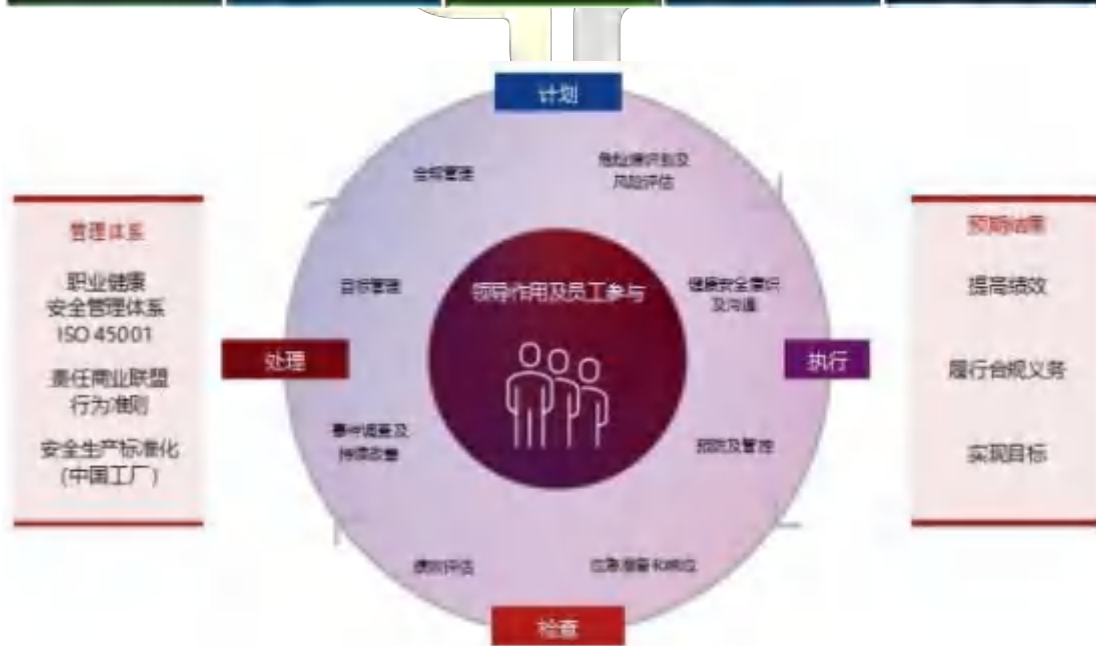 计划
合规管理
危险源识别及
风险评估
管理体系
职业健康
安全管理体系
ISO 45001
责任商业联盟
行为准则
安全生产标准化
(中国工厂)
目标管理
领导作用及员工参与
健康安全意识
及沟通
处理
执行
事件调查及
持续改善
预防及管控
绩效评估
应急准备和响应
检查
预期结果
提高绩效
履行合规义务
实现目标